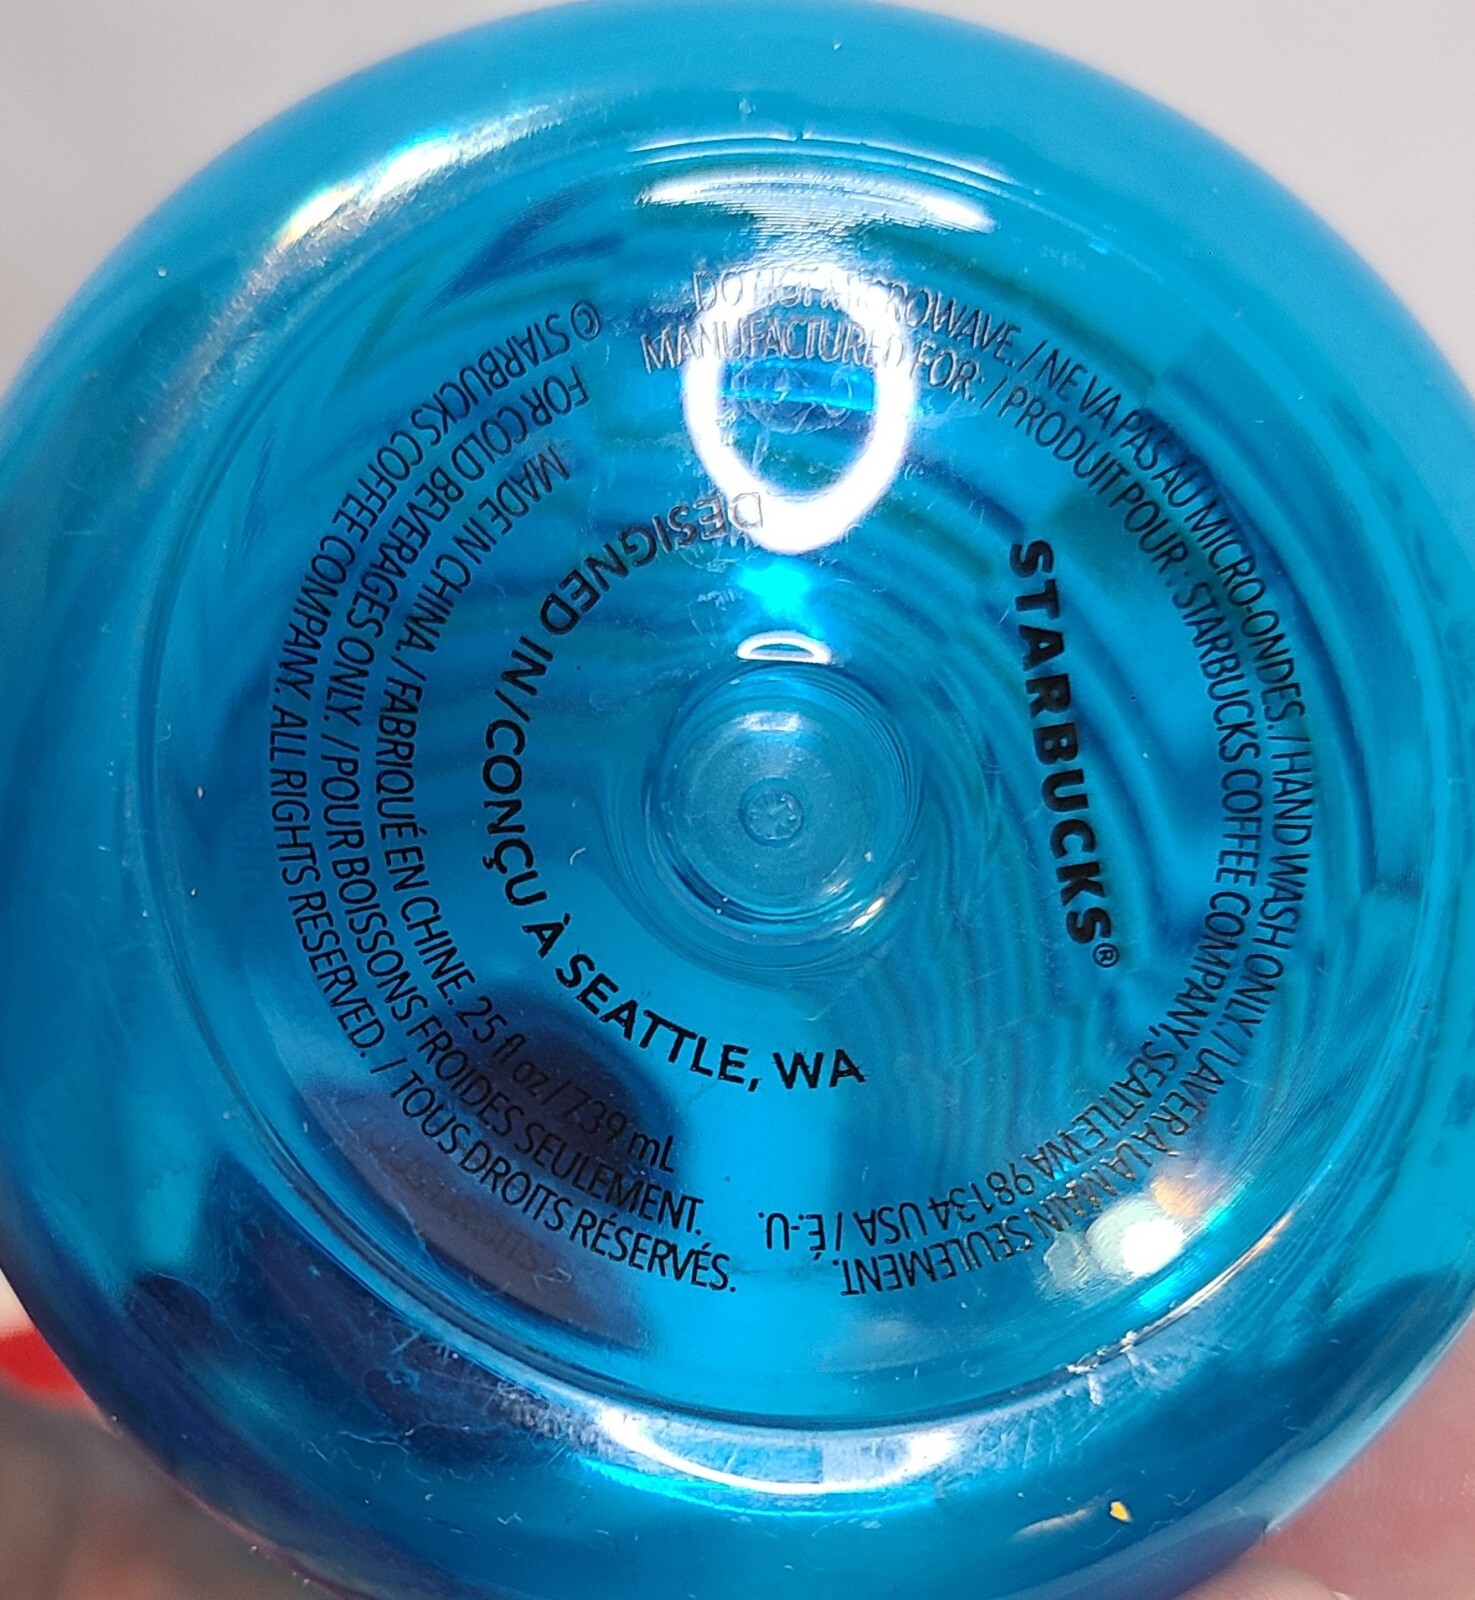 STARBUCKS®
DESIGNED IN/CONÇU À SEATTLE, WA
DO NOT MICROWAVE. / NE VA PAS AU MICRO-ONDES. / HAND WASH ONLY. / LAVER À LA MAIN SEULEMENT.
MANUFACTURED FOR: / PRODUIT POUR : STARBUCKS COFFEE COMPANY, SEATTLE WA 98134 USA / É.-U.
© STARBUCKS COFFEE COMPANY. ALL RIGHTS RESERVED. / TOUS DROITS RÉSERVÉS.
FOR COLD BEVERAGES ONLY. / POUR BOISSONS FROIDES SEULEMENT.
MADE IN CHINA. / FABRIQUÉ EN CHINE. 25 fl oz / 739 mL